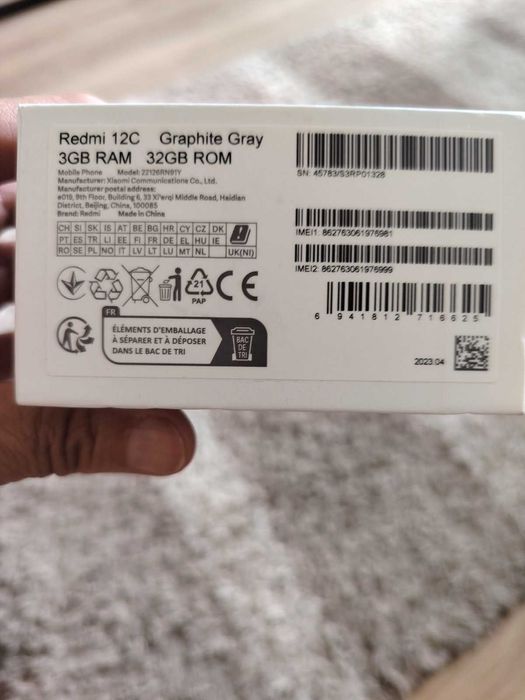 Redmi 12C Graphite Gray
3GB RAM 32GB ROM
Mobile Phone Model: 22126RN91Y
Manufacturer: Xiaomi Communications Co., Ltd.
Manufacturer postal address:
#019, 9th Floor, Building 6, 33 Xi'erqi Middle Road, Haidian
District, Beijing, China, 100085
Brand: Redmi Made in China
CH SI SK IS AT BE BG HR CY CZ DK
PT ES TR LI EE FI FR DE EL HU IE
RO SE PL NO IT LV LT LU MT NL UK(NI)
21
PAP
CE
FR
ÉLÉMENTS D'EMBALLAGE
À SÉPARER ET À DÉPOSER
DANS LE BAC DE TRI
BAC
DE
TRI
SN: 45783/S3RP01328
IMEI1: 862763061976981
IMEI2: 862763061976999
6 941812 716625
2023.04